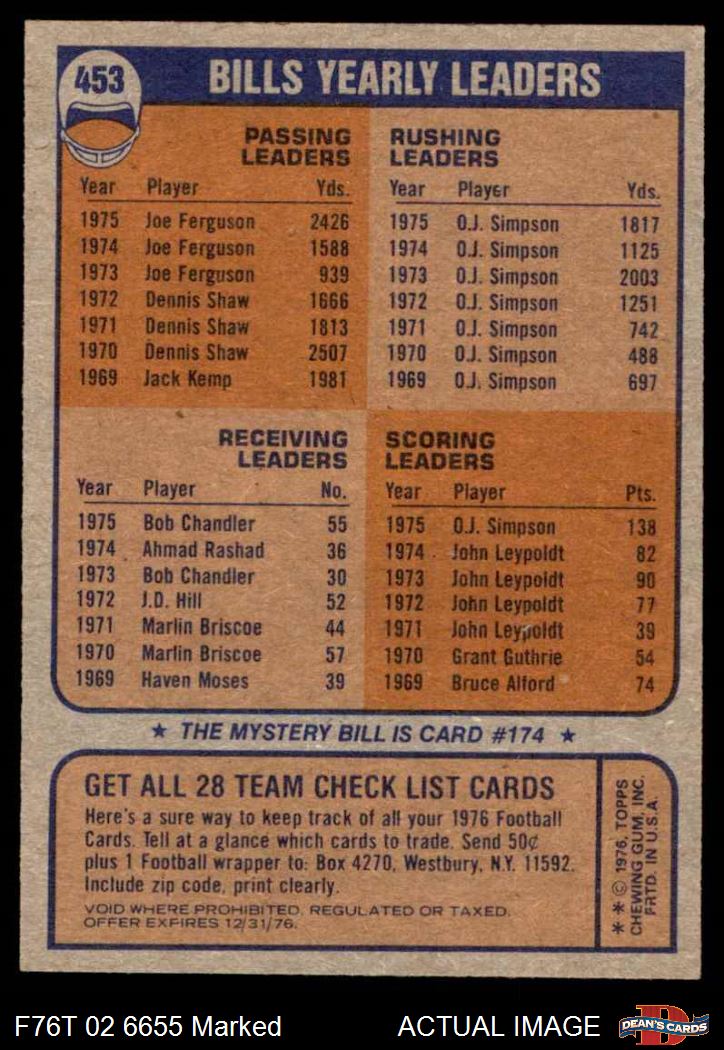 453
BILLS YEARLY LEADERS
PASSING
LEADERS
Year Player Yds.
1975 Joe Ferguson 2426
1974 Joe Ferguson 1588
1973 Joe Ferguson 939
1972 Dennis Shaw 1666
1971 Dennis Shaw 1813
1970 Dennis Shaw 2507
1969 Jack Kemp 1981
RUSHING
LEADERS
Year Player Yds.
1975 O.J. Simpson 1817
1974 O.J. Simpson 1125
1973 O.J. Simpson 2003
1972 O.J. Simpson 1251
1971 O.J. Simpson 742
1970 O.J. Simpson 488
1969 O.J. Simpson 697
RECEIVING
LEADERS
Year Player No.
1975 Bob Chandler 55
1974 Ahmad Rashad 36
1973 Bob Chandler 30
1972 J.D. Hill 52
1971 Marlin Briscoe 44
1970 Marlin Briscoe 57
1969 Haven Moses 39
SCORING
LEADERS
Year Player Pts.
1975 O.J. Simpson 138
1974 John Leypoldt 82
1973 John Leypoldt 90
1972 John Leypoldt 77
1971 John Leypoldt 39
1970 Grant Guthrie 54
1969 Bruce Alford 74
★ THE MYSTERY BILL IS CARD #174 ★
GET ALL 28 TEAM CHECK LIST CARDS
Here's a sure way to keep track of all your 1976 Football
Cards. Tell at a glance which cards to trade. Send 50¢
plus 1 Football wrapper to: Box 4270, Westbury, N.Y. 11592.
Include zip code, print clearly.
VOID WHERE PROHIBITED, REGULATED OR TAXED.
OFFER EXPIRES 12/31/76.
* * © 1976, TOPPS
CHEWING GUM, INC.
PRTD. IN U.S.A.
F76T 02 6655 Marked
ACTUAL IMAGE
D
DEAN'S CARDS